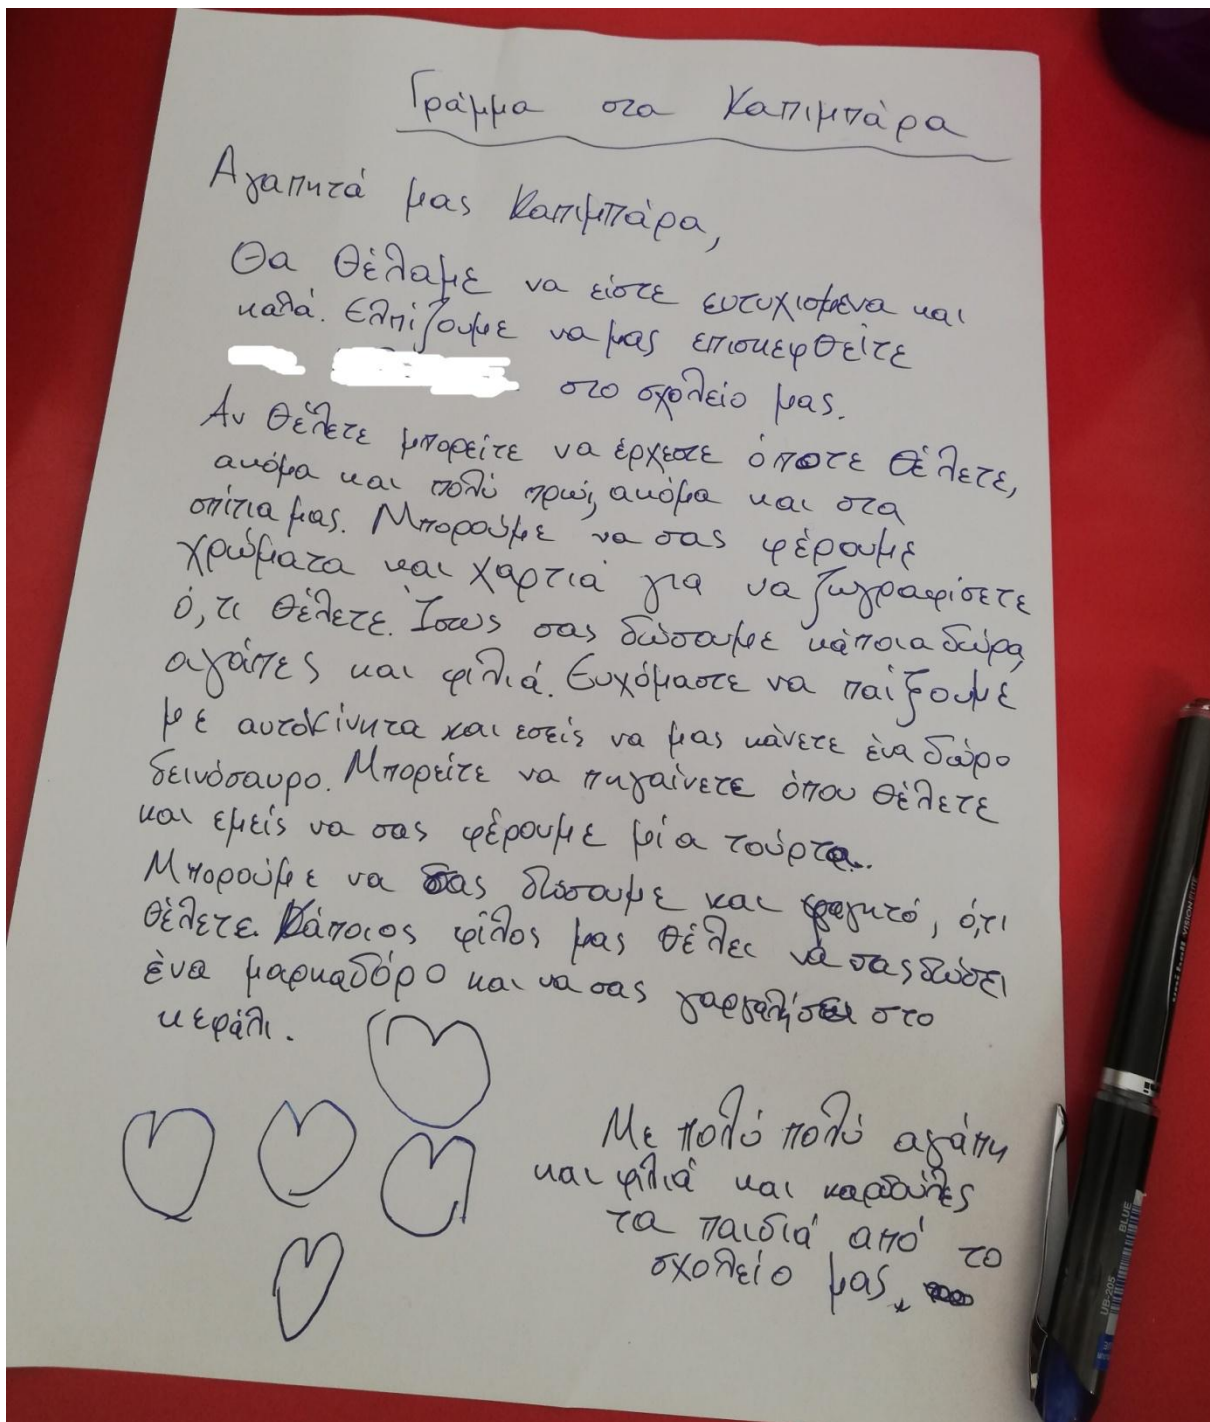 Γράμμα στα Καπιμπάρα
Αγαπητά μας Καπιμπάρα,
Θα θέλαμε να είστε ευτυχισμένα και
καλά. Ελπίζουμε να μας επισκεφθείτε
στο σχολείο μας.
Αν θέλετε μπορείτε να έρχεστε όποτε θέλετε,
ακόμα και πολύ πρωί, ακόμα και στα
σπίτια μας. Μπορούμε να σας φέρουμε
χρώματα και χαρτιά για να ζωγραφίσετε
ό,τι θέλετε. Ίσως σας δώσουμε κάποια δώρα,
αγάπες και φιλιά. Ευχόμαστε να παίξουμε
με αυτοκίνητα και εσείς να μας κάνετε ένα δώρο
δεινόσαυρο. Μπορείτε να πηγαίνετε όπου θέλετε
και εμείς να σας φέρουμε μία τούρτα.
Μπορούμε να σας δώσουμε και φαγητό, ό,τι
θέλετε. Κάποιος φίλος μας θέλει να σας δώσει
ένα μαρκαδόρο και να σας γαργαλήσει στο
κεφάλι.
Με πολύ πολύ αγάπη
και φιλιά και καρδούλες
τα παιδιά από το
σχολείο μας.
UB-205
BLUE